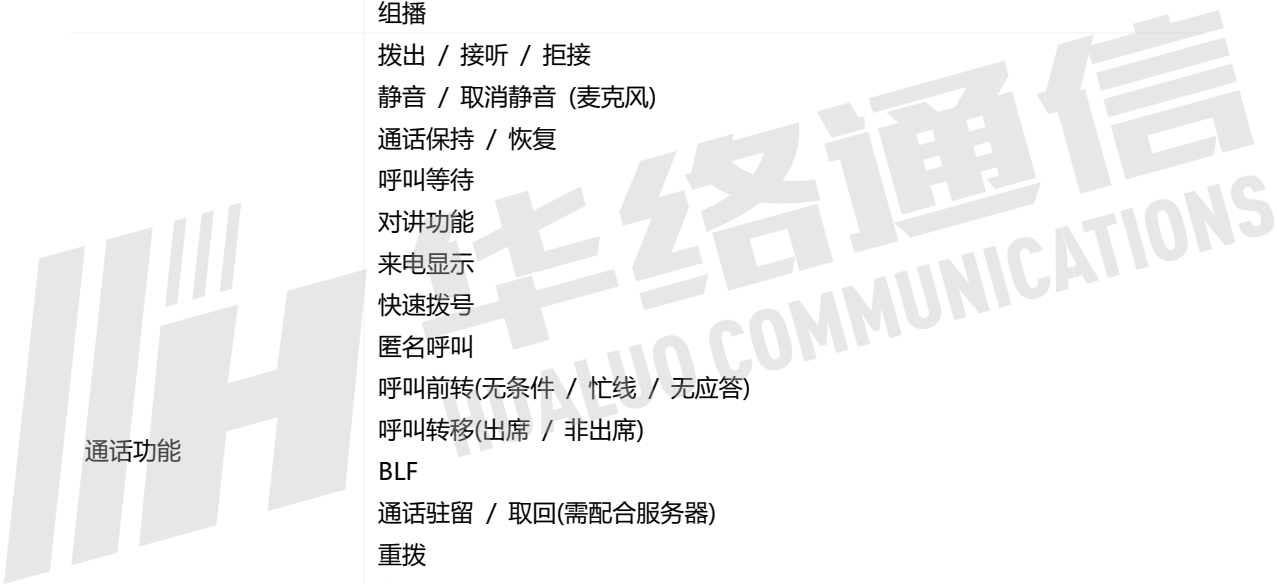 组播
拨出 / 接听 / 拒接
静音 / 取消静音 (麦克风)
通话保持 / 恢复
呼叫等待
对讲功能
来电显示
快速拨号
匿名呼叫
呼叫前转(无条件 / 忙线 / 无应答)
呼叫转移(出席 / 非出席)
通话功能
BLF
通话驻留 / 取回(需配合服务器)
重拨
华络通信
HUALUO COMMUNICATIONS